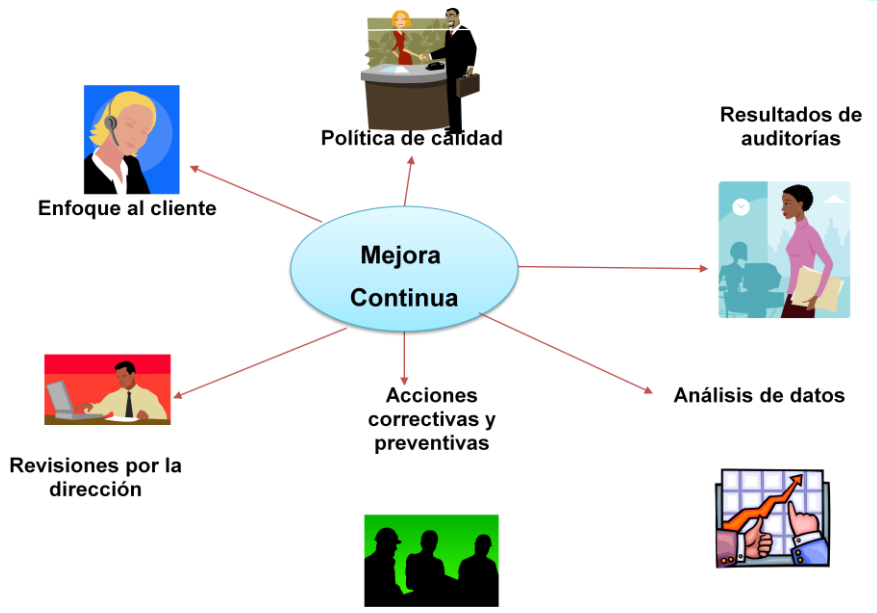 Política de calidad
Resultados de
auditorías
Enfoque al cliente
Mejora
Continua
Acciones
correctivas y
preventivas
Análisis de datos
Revisiones por la
dirección